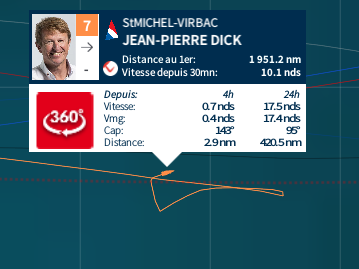 7
-
StMICHEL-VIRBAC
JEAN-PIERRE DICK
Distance au 1er: 1 951.2 nm
Vitesse depuis 30mn: 10.1 nds
360°
Depuis: 4h 24h
Vitesse: 0.7 nds 17.5 nds
Vmg: 0.4 nds 17.4 nds
Cap: 143° 95°
Distance: 2.9 nm 420.5 nm